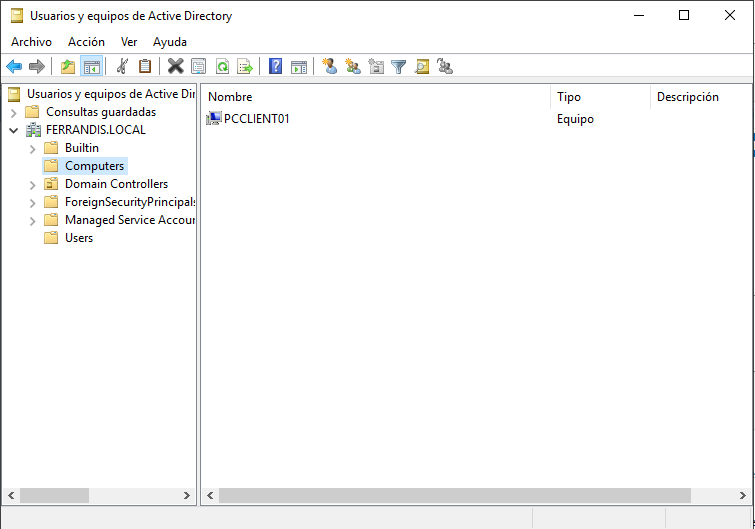 Usuarios y equipos de Active Directory
Archivo Acción Ver Ayuda
Usuarios y equipos de Active Dir
Consultas guardadas
FERRANDIS.LOCAL
Builtin
Computers
Domain Controllers
ForeignSecurityPrincipals
Managed Service Accour
Users
Nombre Tipo Descripción
PCCLIENT01 Equipo